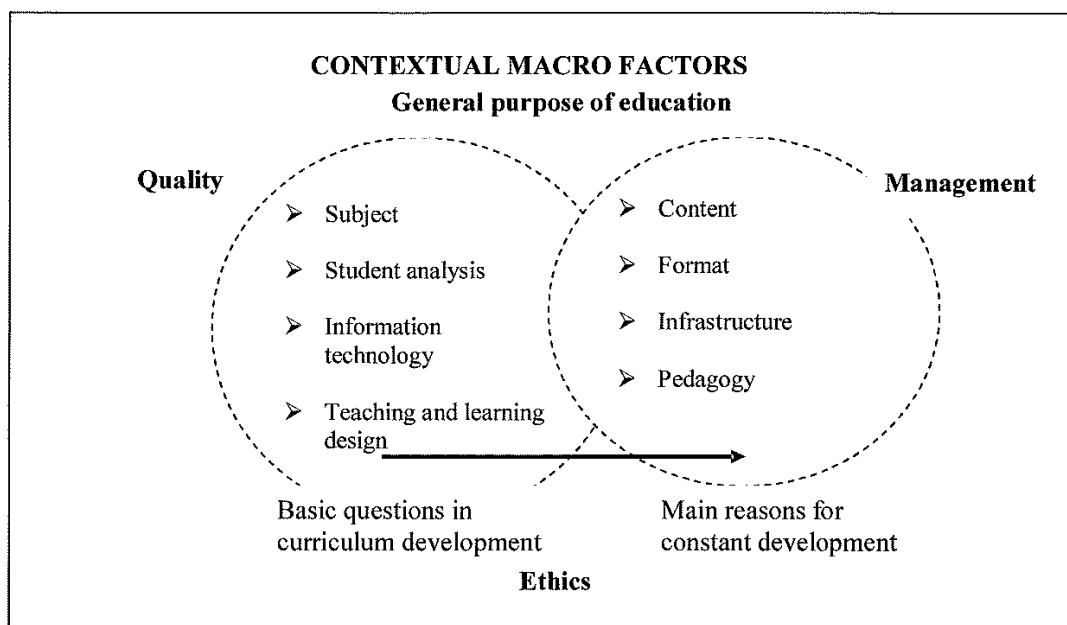 CONTEXTUAL MACRO FACTORS
General purpose of education
Quality
Management
➢ Subject
➢ Student analysis
➢ Information
technology
➢ Teaching and learning
design
➢ Content
➢ Format
➢ Infrastructure
➢ Pedagogy
Basic questions in
curriculum development
Main reasons for
constant development
Ethics